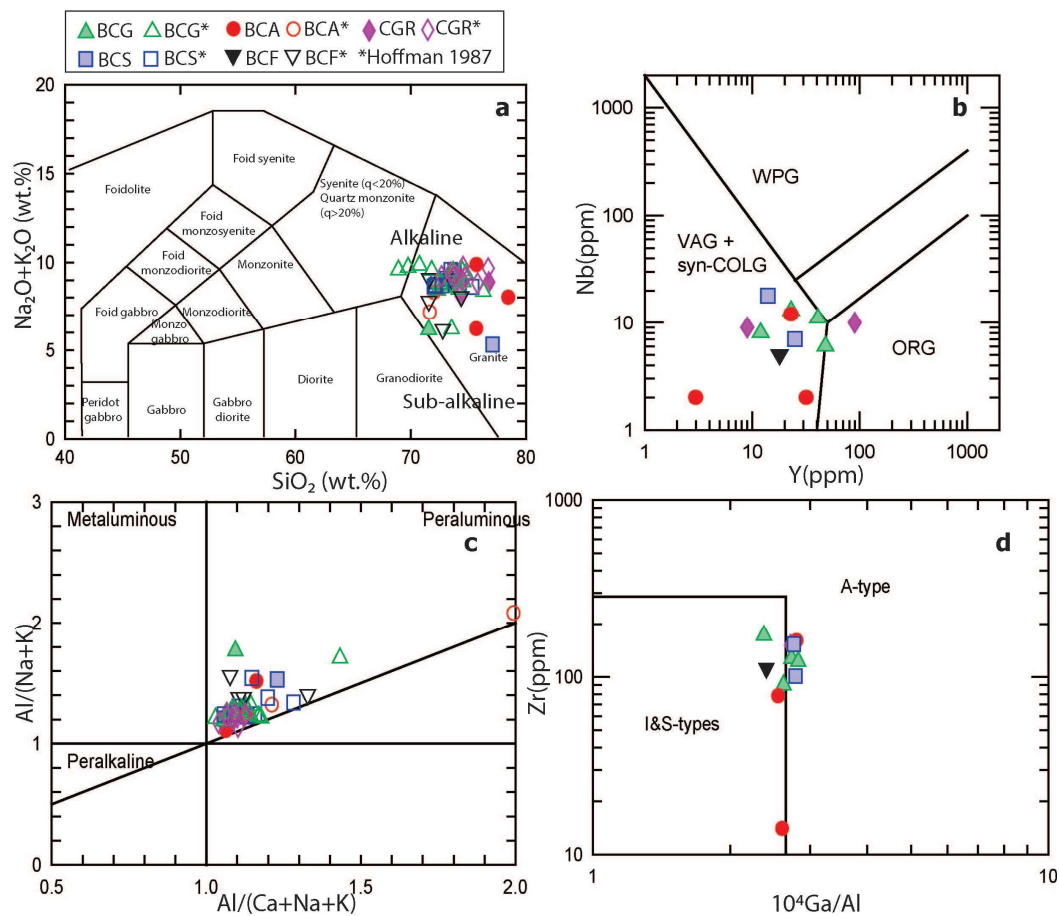 BCG BCG* BCA BCA* CGR CGR*
BCS BCS* BCF BCF* *Hoffman 1987
a
20
15
10
5
0
Na₂O+K₂O (wt.%)
Foid syenite
Foidolite
Syenite (q<20%)
Quartz monzonite
(q>20%)
Foid
monzosyenite
Alkaline
Foid
monzodiorite
Monzonite
Foid gabbro
Monzo
gabbro
Monzodiorite
Granite
Diorite
Granodiorite
Sub-alkaline
Peridot
gabbro
Gabbro
Gabbro
diorite
40 50 60 70 80
SiO₂ (wt.%)
b
1000
100
10
1
Nb(ppm)
WPG
VAG +
syn-COLG
ORG
1 10 100 1000
Y(ppm)
3
2
1
0
Al/(Na+K)
Metaluminous
Peraluminous
c
Peralkaline
0.5 1.0 1.5 2.0
Al/(Ca+Na+K)
1000
100
10
Zr(ppm)
d
A-type
I&S-types
1 10
10⁴Ga/Al